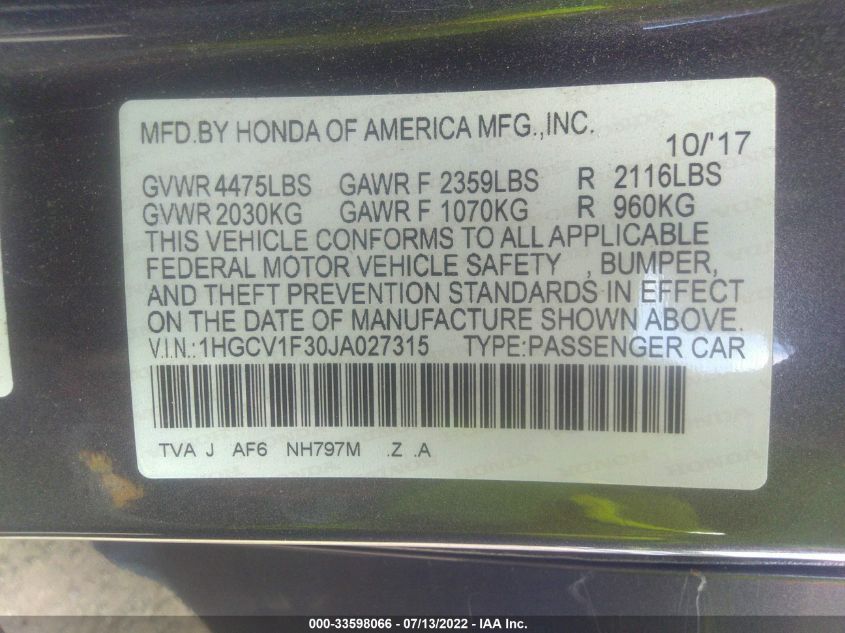 MFD.BY HONDA OF AMERICA MFG.,INC.
10/'17
GVWR 4475LBS GAWR F 2359LBS R 2116LBS
GVWR 2030KG GAWR F 1070KG R 960KG
THIS VEHICLE CONFORMS TO ALL APPLICABLE
FEDERAL MOTOR VEHICLE SAFETY , BUMPER,
AND THEFT PREVENTION STANDARDS IN EFFECT
ON THE DATE OF MANUFACTURE SHOWN ABOVE.
V.I.N.:1HGCV1F30JA027315 TYPE:PASSENGER CAR
TVA J AF6 NH797M .Z .A
000-33598066 - 07/13/2022 - IAA Inc.